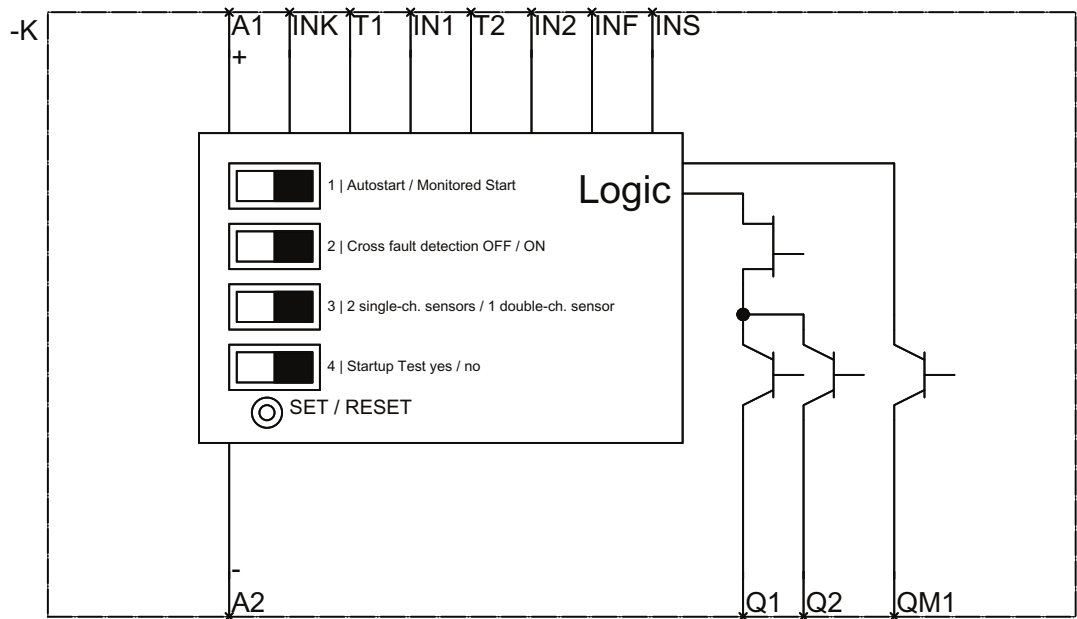 -K
A1 INK T1 IN1 T2 IN2 INF INS
+
1 | Autostart / Monitored Start
Logic
2 | Cross fault detection OFF / ON
3 | 2 single-ch. sensors / 1 double-ch. sensor
4 | Startup Test yes / no
SET / RESET
-
A2 Q1 Q2 QM1